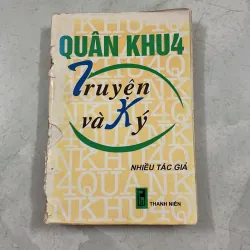 QUÂN KHU4
Truyện
và Ký
NHIỀU TÁC GIẢ
THANH NIÊN